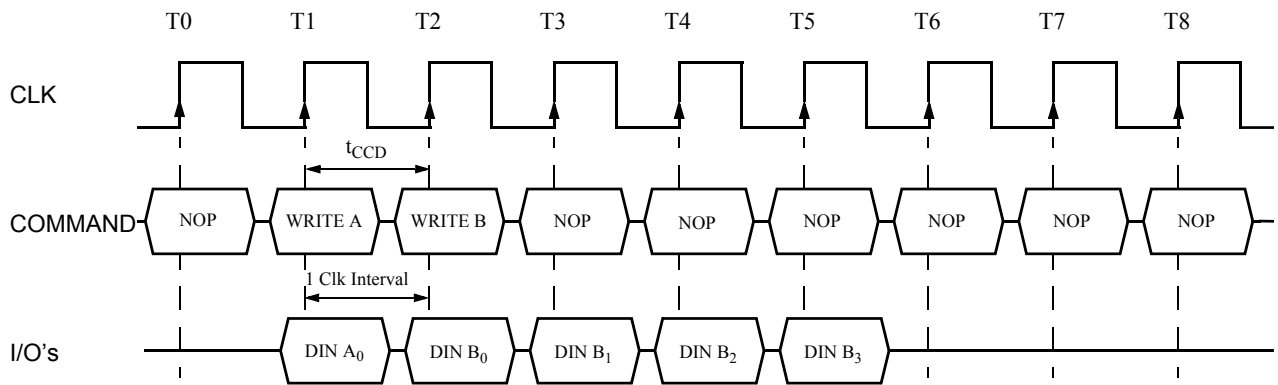 T0 T1 T2 T3 T4 T5 T6 T7 T8
CLK
tCCD
COMMAND NOP WRITE A WRITE B NOP NOP NOP NOP NOP NOP
1 Clk Interval
I/O's DIN A0 DIN B0 DIN B1 DIN B2 DIN B3